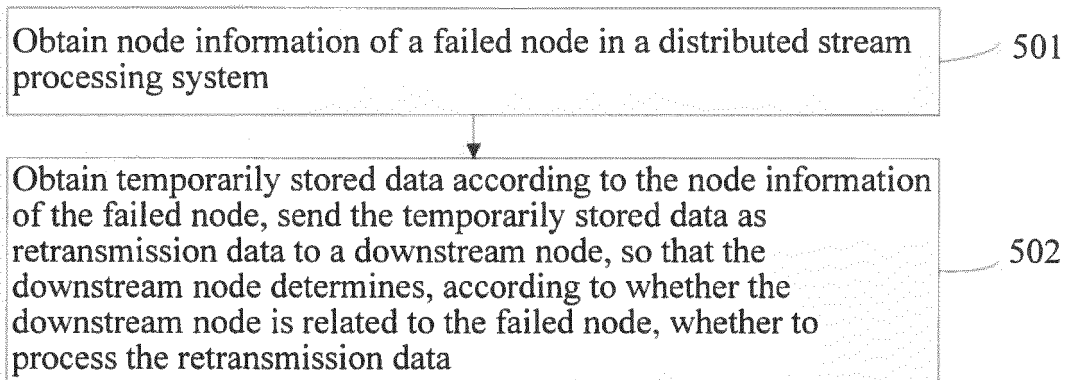 Obtain node information of a failed node in a distributed stream
processing system
501
Obtain temporarily stored data according to the node information
of the failed node, send the temporarily stored data as
retransmission data to a downstream node, so that the
downstream node determines, according to whether the
downstream node is related to the failed node, whether to
process the retransmission data
502